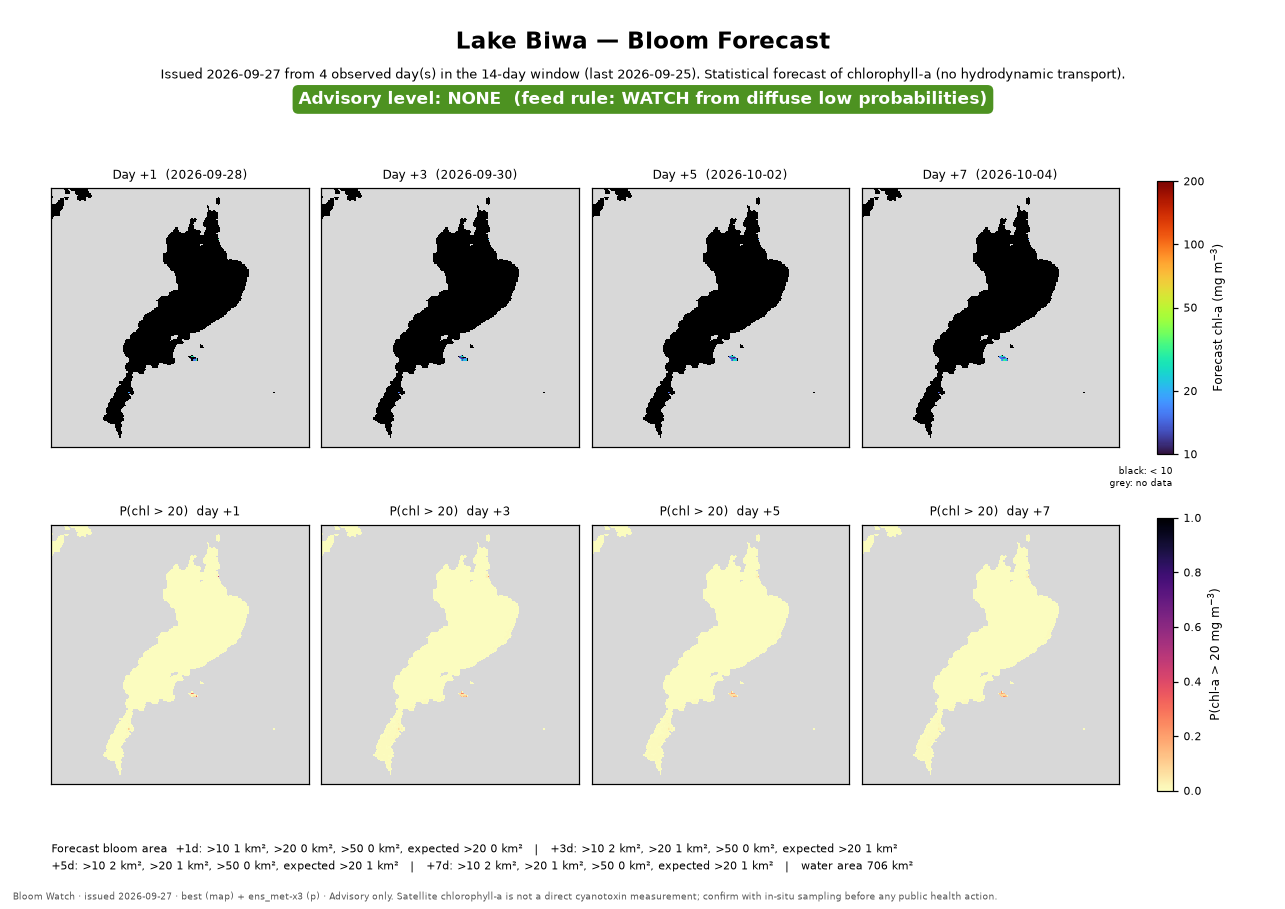 Lake Biwa — Bloom Forecast
Issued 2026-09-27 from 4 observed day(s) in the 14-day window (last 2026-09-25). Statistical forecast of chlorophyll-a (no hydrodynamic transport).
Advisory level: NONE  (feed rule: WATCH from diffuse low probabilities)
Day +1  (2026-09-28)
Day +3  (2026-09-30)
Day +5  (2026-10-02)
Day +7  (2026-10-04)
200
100
50
20
10
Forecast chl-a (mg m⁻³)
black: < 10
grey: no data
P(chl > 20)  day +1
P(chl > 20)  day +3
P(chl > 20)  day +5
P(chl > 20)  day +7
1.0
0.8
0.6
0.4
0.2
0.0
P(chl-a > 20 mg m⁻³)
Forecast bloom area  +1d: >10 1 km², >20 0 km², >50 0 km², expected >20 0 km²   |   +3d: >10 2 km², >20 1 km², >50 0 km², expected >20 1 km²
+5d: >10 2 km², >20 1 km², >50 0 km², expected >20 1 km²   |   +7d: >10 2 km², >20 1 km², >50 0 km², expected >20 1 km²   |   water area 706 km²
Bloom Watch · issued 2026-09-27 · best (map) + ens_met-x3 (p) · Advisory only. Satellite chlorophyll-a is not a direct cyanotoxin measurement; confirm with in-situ sampling before any public health action.